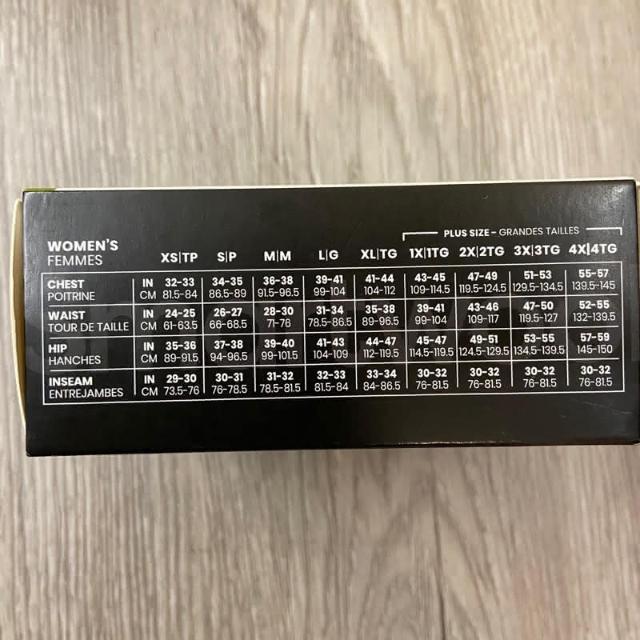 PLUS SIZE - GRANDES TAILLES
WOMEN'S XS|TP S|P M|M L|G XL|TG 1X|1TG 2X|2TG 3X|3TG 4X|4TG
FEMMES
CHEST IN 32-33 34-35 36-38 39-41 41-44 43-45 47-49 51-53 55-57
POITRINE CM 81.5-84 86.5-89 91.5-96.5 99-104 104-112 109-114.5 119.5-124.5 129.5-134.5 139.5-145
WAIST IN 24-25 26-27 28-30 31-34 35-38 39-41 43-46 47-50 52-55
TOUR DE TAILLE CM 61-63.5 66-68.5 71-76 78.5-86.5 89-96.5 99-104 109-117 119.5-127 132-139.5
HIP IN 35-36 37-38 39-40 41-43 44-47 45-47 49-51 53-55 57-59
HANCHES CM 89-91.5 94-96.5 99-101.5 104-109 112-119.5 114.5-119.5 124.5-129.5 134.5-139.5 145-150
INSEAM IN 29-30 30-31 31-32 32-33 33-34 30-32 30-32 30-32 30-32
ENTREJAMBES CM 73.5-76 76-78.5 78.5-81.5 81.5-84 84-86.5 76-81.5 76-81.5 76-81.5 76-81.5